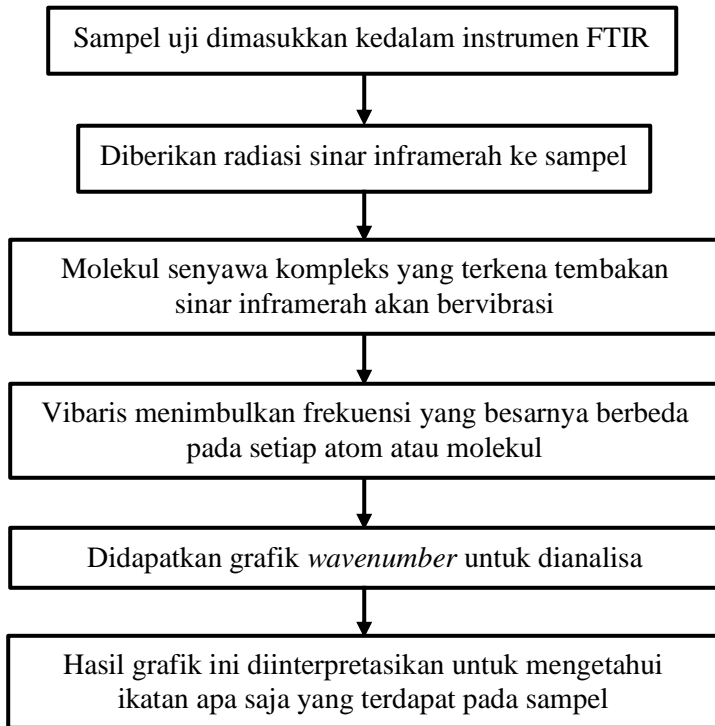 Sampel uji dimasukkan kedalam instrumen FTIR
Diberikan radiasi sinar inframerah ke sampel
Molekul senyawa kompleks yang terkena tembakan
sinar inframerah akan bervibrasi
Vibaris menimbulkan frekuensi yang besarnya berbeda
pada setiap atom atau molekul
Didapatkan grafik wavenumber untuk dianalisa
Hasil grafik ini diinterpretasikan untuk mengetahui
ikatan apa saja yang terdapat pada sampel